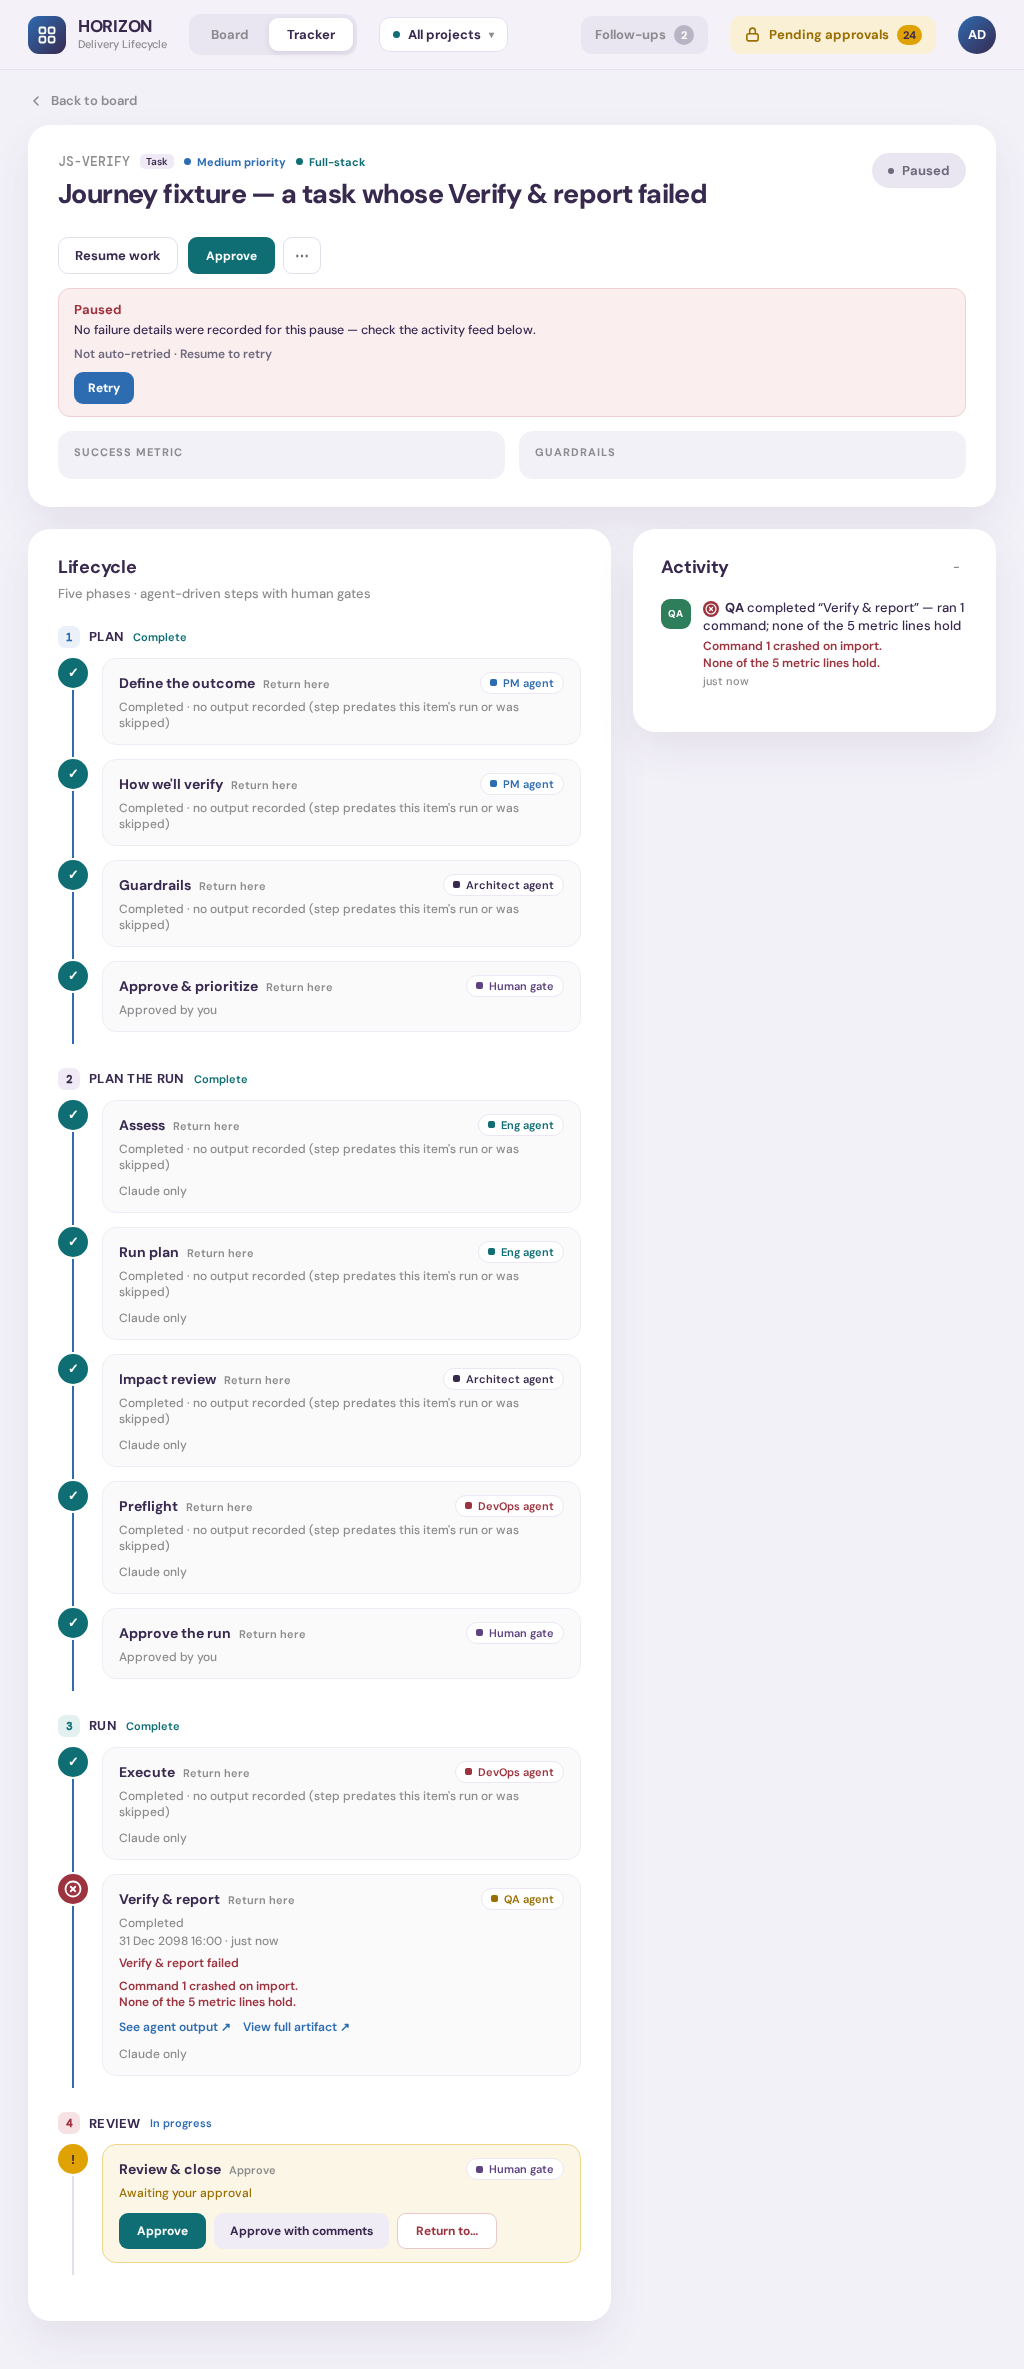 HORIZON
Delivery Lifecycle
Board
Tracker
All projects ▾
Follow-ups 2
Pending approvals 24
AD
Back to board
JS-VERIFY Task Medium priority Full-stack
Paused
Journey fixture — a task whose Verify & report failed
Resume work
Approve
···
Paused
No failure details were recorded for this pause — check the activity feed below.
Not auto-retried · Resume to retry
Retry
SUCCESS METRIC
GUARDRAILS
Lifecycle
Five phases · agent-driven steps with human gates
1 PLAN Complete
✓
Define the outcome Return here PM agent
Completed · no output recorded (step predates this item's run or was
skipped)
✓
How we'll verify Return here PM agent
Completed · no output recorded (step predates this item's run or was
skipped)
✓
Guardrails Return here Architect agent
Completed · no output recorded (step predates this item's run or was
skipped)
✓
Approve & prioritize Return here Human gate
Approved by you
2 PLAN THE RUN Complete
✓
Assess Return here Eng agent
Completed · no output recorded (step predates this item's run or was
skipped)
Claude only
✓
Run plan Return here Eng agent
Completed · no output recorded (step predates this item's run or was
skipped)
Claude only
✓
Impact review Return here Architect agent
Completed · no output recorded (step predates this item's run or was
skipped)
Claude only
✓
Preflight Return here DevOps agent
Completed · no output recorded (step predates this item's run or was
skipped)
Claude only
✓
Approve the run Return here Human gate
Approved by you
3 RUN Complete
✓
Execute Return here DevOps agent
Completed · no output recorded (step predates this item's run or was
skipped)
Claude only
Verify & report Return here QA agent
Completed
31 Dec 2098 16:00 · just now
Verify & report failed
Command 1 crashed on import.
None of the 5 metric lines hold.
See agent output ↗ View full artifact ↗
Claude only
4 REVIEW In progress
!
Review & close Approve Human gate
Awaiting your approval
Approve
Approve with comments
Return to…
Activity
–
QA
QA completed “Verify & report” — ran 1
command; none of the 5 metric lines hold
Command 1 crashed on import.
None of the 5 metric lines hold.
just now